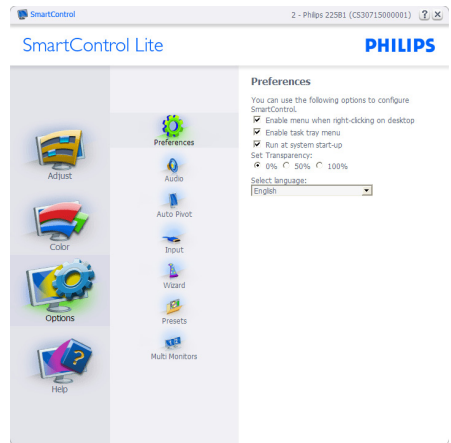 SmartControl
2 - Philips 225B1 (CS30715000001)
?
SmartControl Lite
PHILIPS
Adjust
Color
Options
Help
Preferences
Audio
Auto Pivot
Input
Wizard
Presets
Multi Monitors
Preferences
You can use the following options to configure
SmartControl.
Enable menu when right-clicking on desktop
Enable task tray menu
Run at system start-up
Set Transparency:
0% 50% 100%
Select language:
English